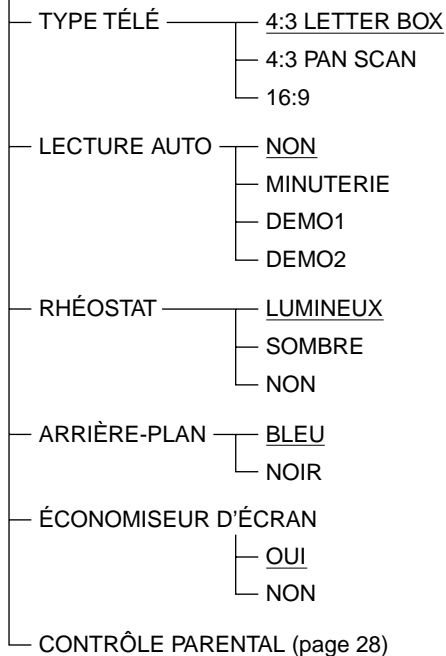 TYPE TÉLÉ 4:3 LETTER BOX
4:3 PAN SCAN
16:9
LECTURE AUTO NON
MINUTERIE
DEMO1
DEMO2
RHÉOSTAT LUMINEUX
SOMBRE
NON
ARRIÈRE-PLAN BLEU
NOIR
ÉCONOMISEUR D'ÉCRAN
OUI
NON
CONTRÔLE PARENTAL (page 28)